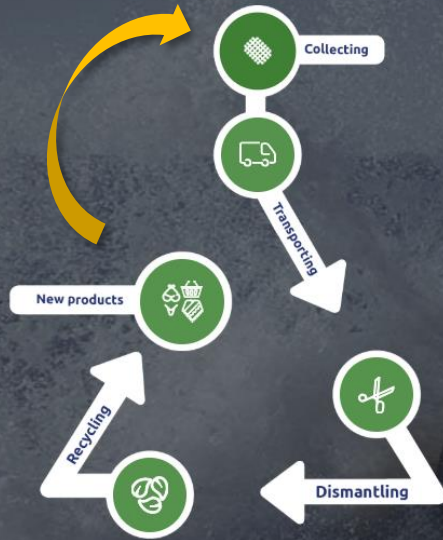 Collecting
Transporting
New products
Recycling
Dismantling